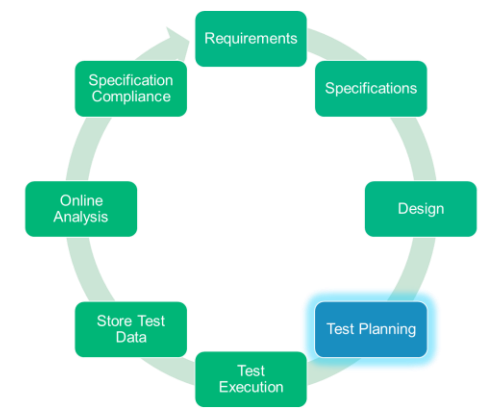 Requirements
Specifications
Design
Test Planning
Test
Execution
Store Test
Data
Online
Analysis
Specification
Compliance